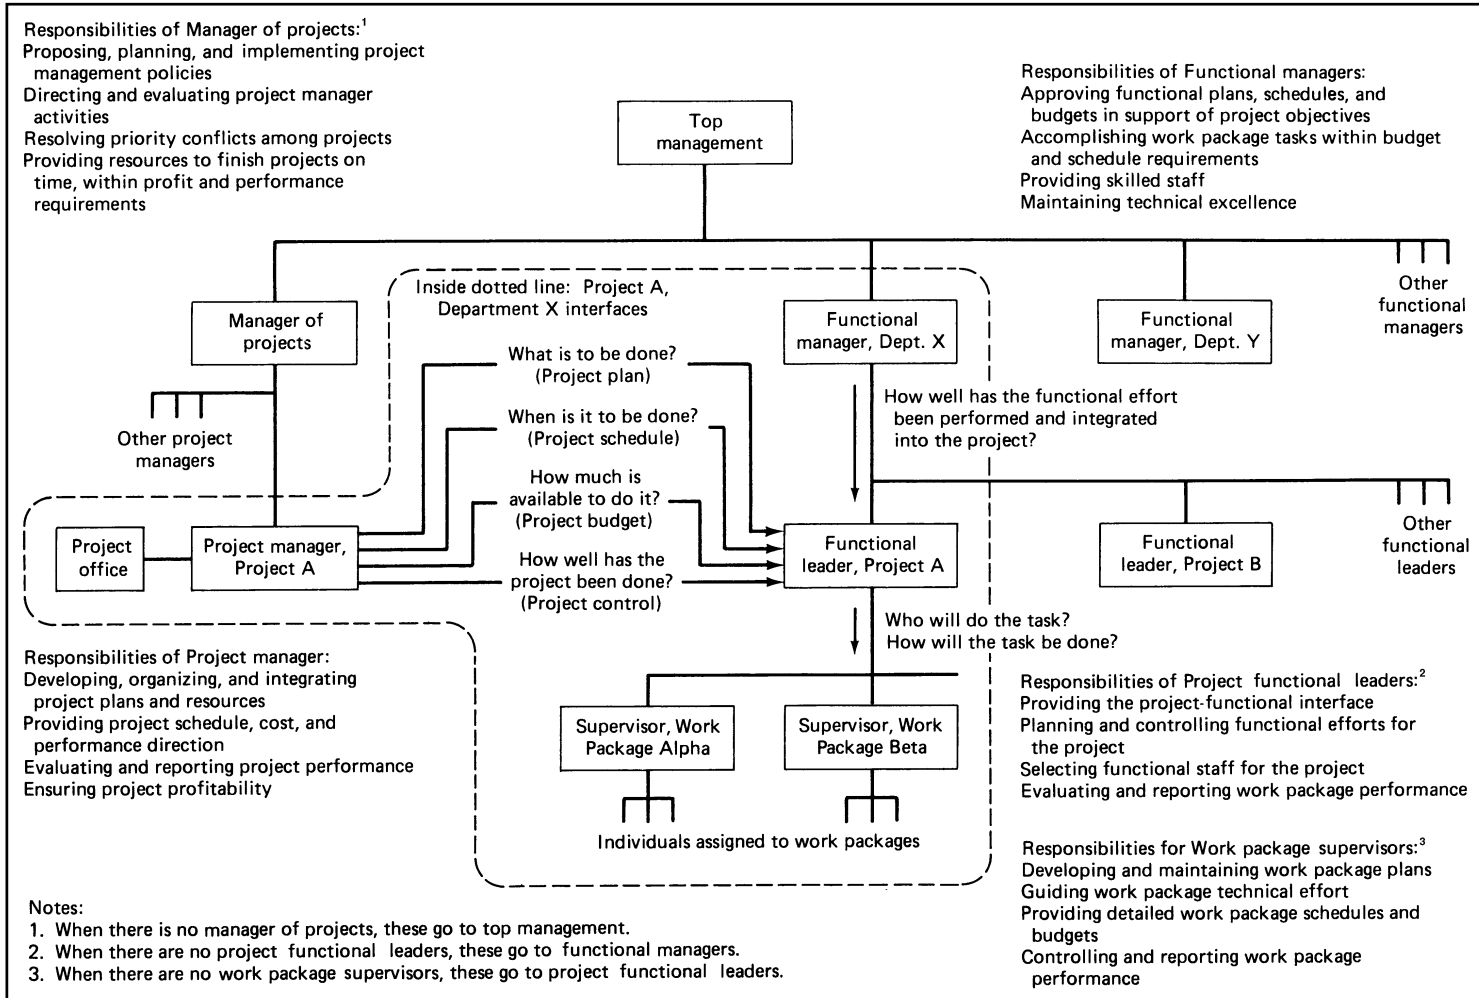 Responsibilities of Manager of projects:¹
Proposing, planning, and implementing project
management policies
Directing and evaluating project manager
activities
Resolving priority conflicts among projects
Providing resources to finish projects on
time, within profit and performance
requirements
Top
management
Responsibilities of Functional managers:
Approving functional plans, schedules, and
budgets in support of project objectives
Accomplishing work package tasks within budget
and schedule requirements
Providing skilled staff
Maintaining technical excellence
Inside dotted line: Project A,
Department X interfaces
Manager of
projects
Functional
manager, Dept. X
Functional
manager, Dept. Y
Other
functional
managers
What is to be done?
(Project plan)
When is it to be done?
(Project schedule)
How much is
available to do it?
(Project budget)
How well has the
project been done?
(Project control)
How well has the functional effort
been performed and integrated
into the project?
Other project
managers
Project
office
Project manager,
Project A
Functional
leader, Project A
Functional
leader, Project B
Other
functional
leaders
Who will do the task?
How will the task be done?
Responsibilities of Project manager:
Developing, organizing, and integrating
project plans and resources
Providing project schedule, cost, and
performance direction
Evaluating and reporting project performance
Ensuring project profitability
Supervisor, Work
Package Alpha
Supervisor, Work
Package Beta
Individuals assigned to work packages
Responsibilities of Project functional leaders:²
Providing the project-functional interface
Planning and controlling functional efforts for
the project
Selecting functional staff for the project
Evaluating and reporting work package performance
Responsibilities for Work package supervisors:³
Developing and maintaining work package plans
Guiding work package technical effort
Providing detailed work package schedules and
budgets
Controlling and reporting work package
performance
Notes:
1. When there is no manager of projects, these go to top management.
2. When there are no project functional leaders, these go to functional managers.
3. When there are no work package supervisors, these go to project functional leaders.